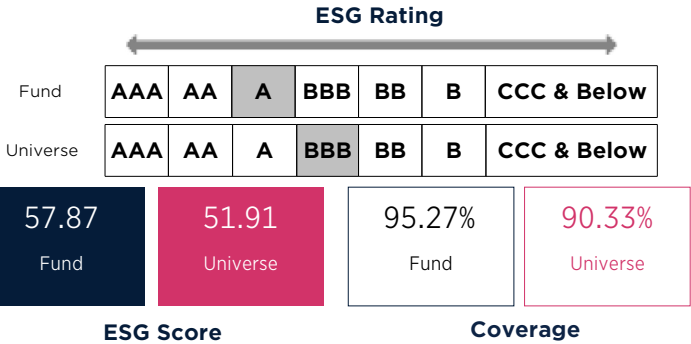 ESG Rating
Fund AAA AA A BBB BB B CCC & Below
Universe AAA AA A BBB BB B CCC & Below
57.87 51.91 95.27% 90.33%
Fund Universe Fund Universe
ESG Score Coverage